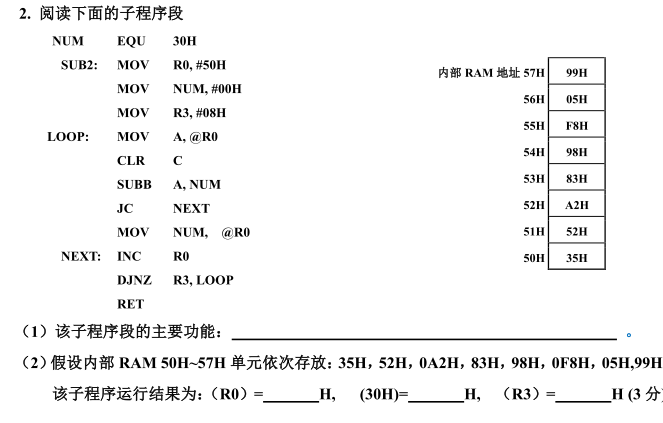 2. 阅读下面的子程序段
NUM EQU 30H
SUB2: MOV R0, #50H
MOV NUM, #00H
MOV R3, #08H
LOOP: MOV A, @R0
CLR C
SUBB A, NUM
JC NEXT
MOV NUM, @R0
NEXT: INC R0
DJNZ R3, LOOP
RET
内部 RAM 地址 57H 99H
56H 05H
55H F8H
54H 98H
53H 83H
52H A2H
51H 52H
50H 35H
（1）该子程序段的主要功能：____ 。
（2）假设内部 RAM 50H~57H 单元依次存放：35H，52H，0A2H，83H，98H，0F8H，05H,99H
该子程序运行结果为：（R0）=____H, (30H)=____H, （R3）=____H (3 分)